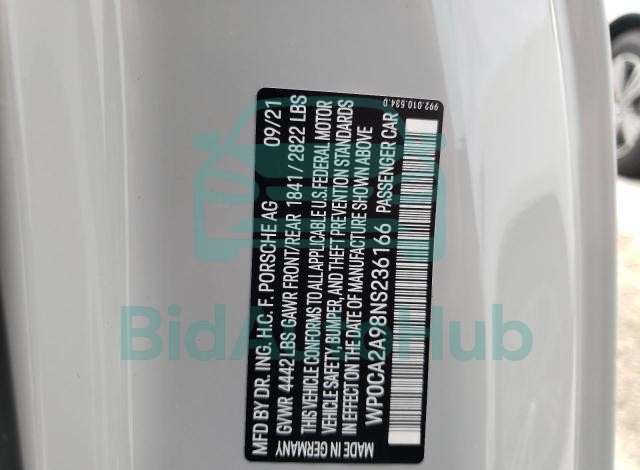 992.010.534.0
MFD BY DR. ING. H.C. F. PORSCHE AG 09/21
GVWR 4442 LBS GAWR FRONT/REAR 1841 / 2822 LBS
THIS VEHICLE CONFORMS TO ALL APPLICABLE U.S. FEDERAL MOTOR
VEHICLE SAFETY, BUMPER, AND THEFT PREVENTION STANDARDS
IN EFFECT ON THE DATE OF MANUFACTURE SHOWN ABOVE
WP0CA2A98NS236166 PASSENGER CAR
MADE IN GERMANY
BidAutoHub